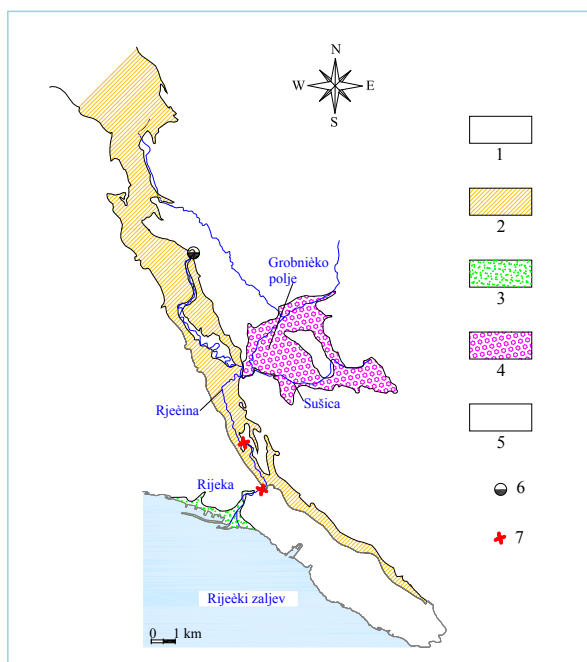 N
W E
S
1
2
Grobnièko
polje
3
4
Rjeèina
Sušica
5
Rijeka
6
7
Rijeèki zaljev
0 1 km